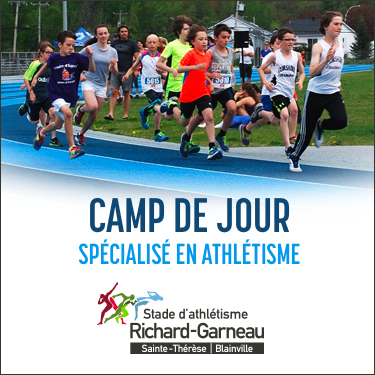 CAMP DE JOUR
SPÉCIALISÉ EN ATHLÉTISME
Stade d'athlétisme
Richard-Garneau
Sainte-Thérèse | Blainville